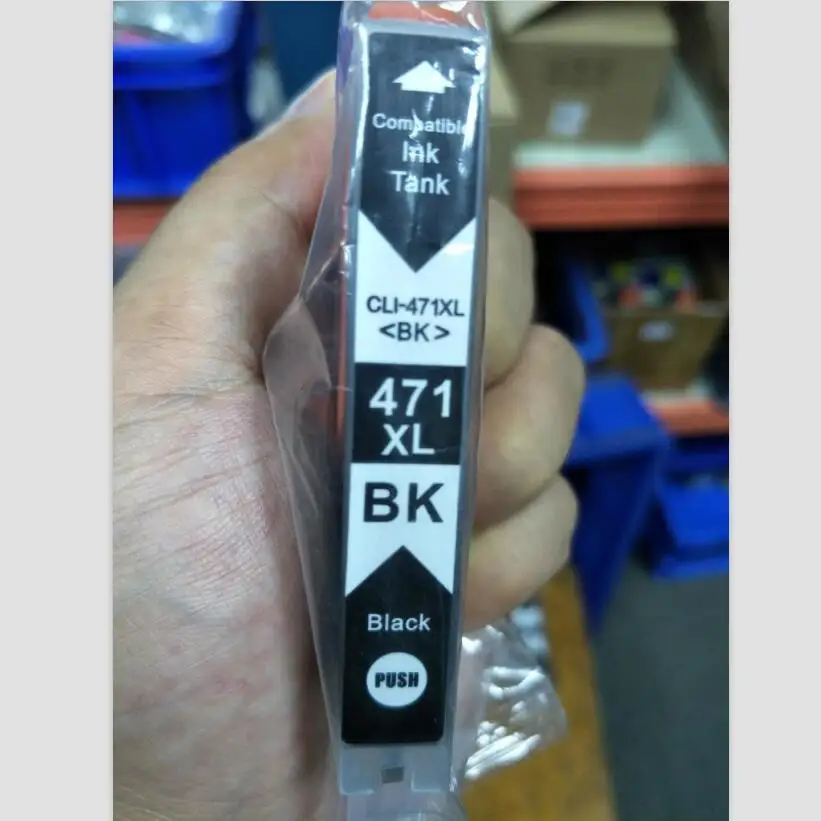 Compatible
Ink
Tank
CLI-471XL
<BK>
471
XL
BK
Black
PUSH